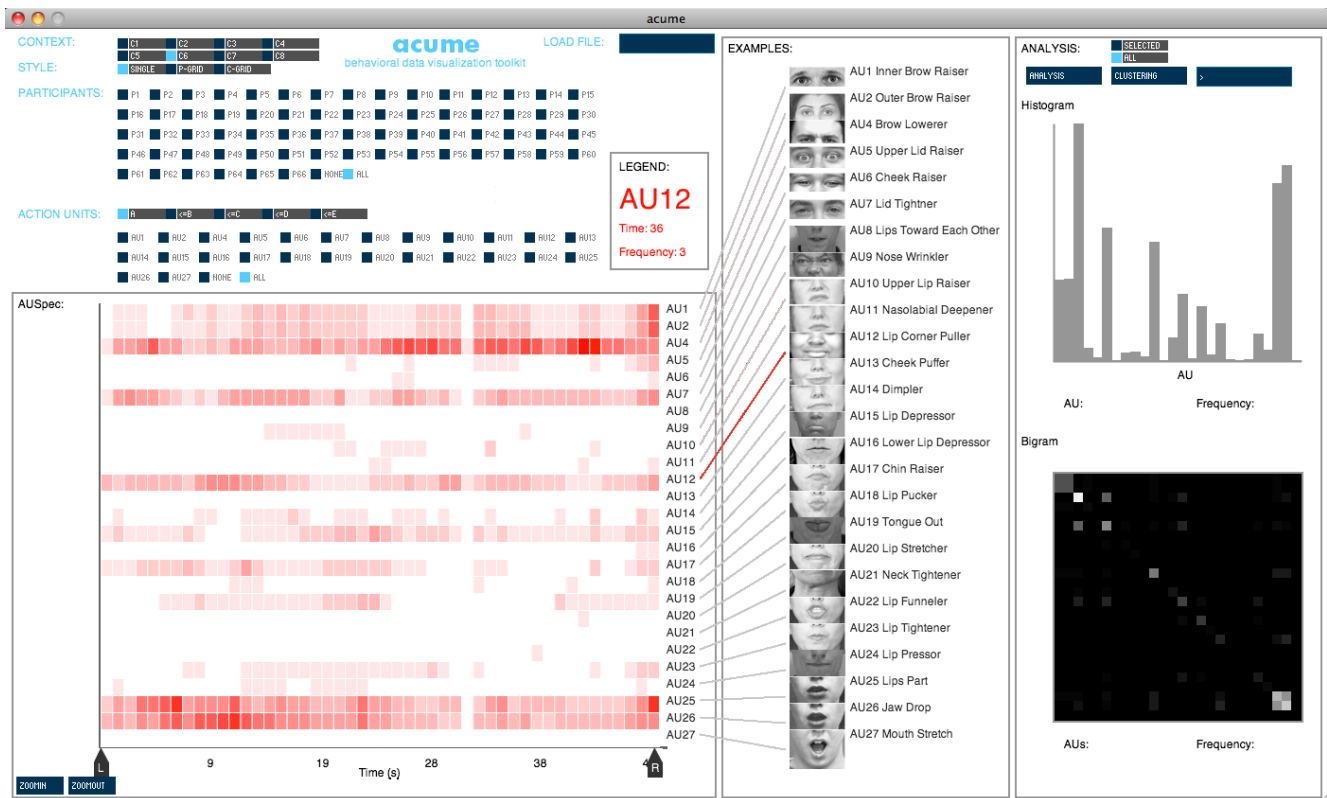 acume
CONTEXT:
C1 C2 C3 C4
C5 C6 C7 C8
STYLE:
SINGLE P-GRID C-GRID
acume
behavioral data visualization toolkit
LOAD FILE:
PARTICIPANTS:
P1 P2 P3 P4 P5 P6 P7 P8 P9 P10 P11 P12 P13 P14 P15
P16 P17 P18 P19 P20 P21 P22 P23 P24 P25 P26 P27 P28 P29 P30
P31 P32 P33 P34 P35 P36 P37 P38 P39 P40 P41 P42 P43 P44 P45
P46 P47 P48 P49 P50 P51 P52 P53 P54 P55 P56 P57 P58 P59 P60
P61 P62 P63 P64 P65 P66 NONE ALL
ACTION UNITS:
A <=B <=C <=D <=E
AU1 AU2 AU4 AU5 AU6 AU7 AU8 AU9 AU10 AU11 AU12 AU13
AU14 AU15 AU16 AU17 AU18 AU19 AU20 AU21 AU22 AU23 AU24 AU25
AU26 AU27 NONE ALL
LEGEND:
AU12
Time: 36
Frequency: 3
AUSpec:
AU1
AU2
AU4
AU5
AU6
AU7
AU8
AU9
AU10
AU11
AU12
AU13
AU14
AU15
AU16
AU17
AU18
AU19
AU20
AU21
AU22
AU23
AU24
AU25
AU26
AU27
L 9 19 28 38 R
Time (s)
ZOOMIN ZOOMOUT
EXAMPLES:
AU1 Inner Brow Raiser
AU2 Outer Brow Raiser
AU4 Brow Lowerer
AU5 Upper Lid Raiser
AU6 Cheek Raiser
AU7 Lid Tightner
AU8 Lips Toward Each Other
AU9 Nose Wrinkler
AU10 Upper Lip Raiser
AU11 Nasolabial Deepener
AU12 Lip Corner Puller
AU13 Cheek Puffer
AU14 Dimpler
AU15 Lip Depressor
AU16 Lower Lip Depressor
AU17 Chin Raiser
AU18 Lip Pucker
AU19 Tongue Out
AU20 Lip Stretcher
AU21 Neck Tightener
AU22 Lip Funneler
AU23 Lip Tightener
AU24 Lip Pressor
AU25 Lips Part
AU26 Jaw Drop
AU27 Mouth Stretch
ANALYSIS:
SELECTED
ALL
ANALYSIS CLUSTERING >
Histogram
AU
AU: Frequency:
Bigram
AUs: Frequency: